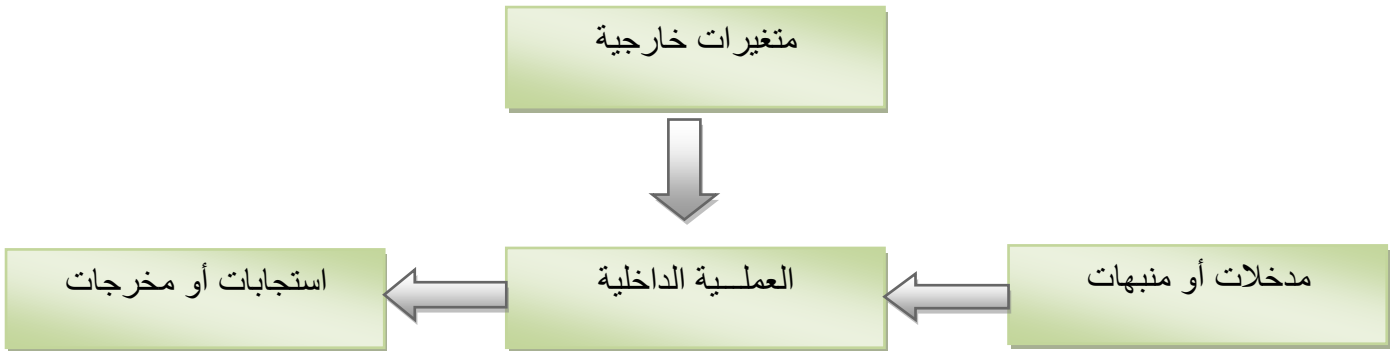 متغيرات خارجية
مدخلات أو منبهات
العملـــية الداخلية
استجابات أو مخرجات